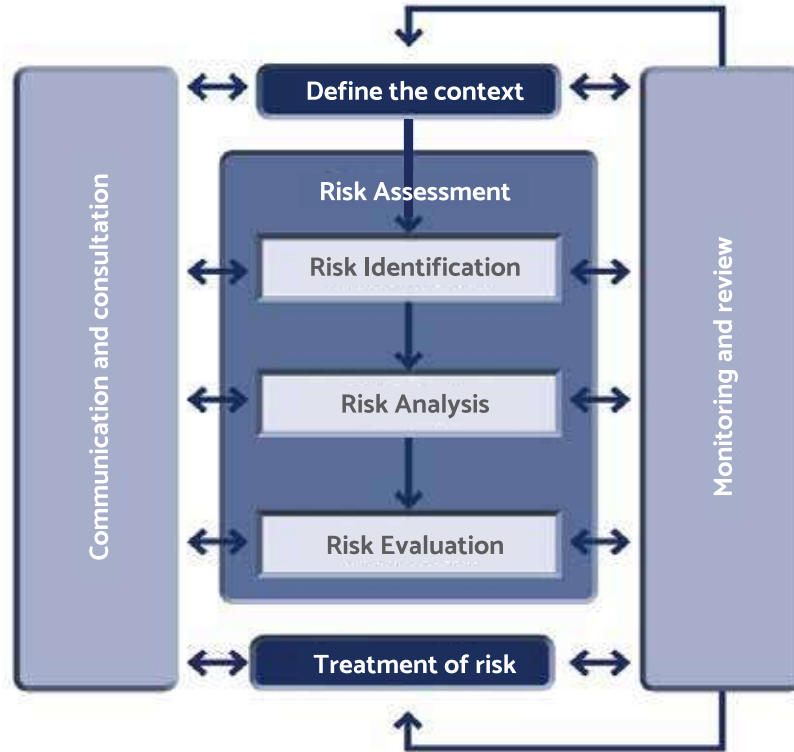 Define the context
Communication and consultation
Risk Assessment
Risk Identification
Risk Analysis
Risk Evaluation
Monitoring and review
Treatment of risk